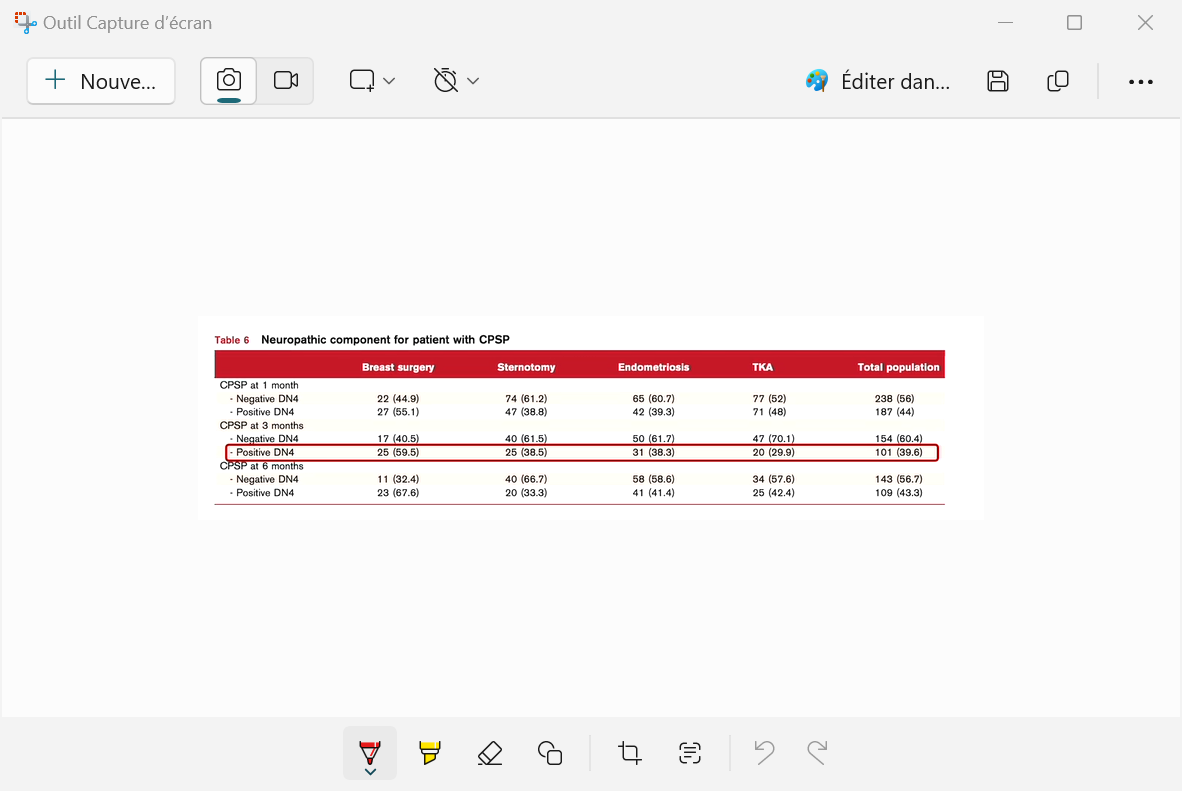 Outil Capture d'écran
Nouve...
Éditer dan...
Table 6 Neuropathic component for patient with CPSP
Breast surgery Sternotomy Endometriosis TKA Total population
CPSP at 1 month
- Negative DN4 22 (44.9) 74 (61.2) 65 (60.7) 77 (52) 238 (56)
- Positive DN4 27 (55.1) 47 (38.8) 42 (39.3) 71 (48) 187 (44)
CPSP at 3 months
- Negative DN4 17 (40.5) 40 (61.5) 50 (61.7) 47 (70.1) 154 (60.4)
- Positive DN4 25 (59.5) 25 (38.5) 31 (38.3) 20 (29.9) 101 (39.6)
CPSP at 6 months
- Negative DN4 11 (32.4) 40 (66.7) 58 (58.6) 34 (57.6) 143 (56.7)
- Positive DN4 23 (67.6) 20 (33.3) 41 (41.4) 25 (42.4) 109 (43.3)